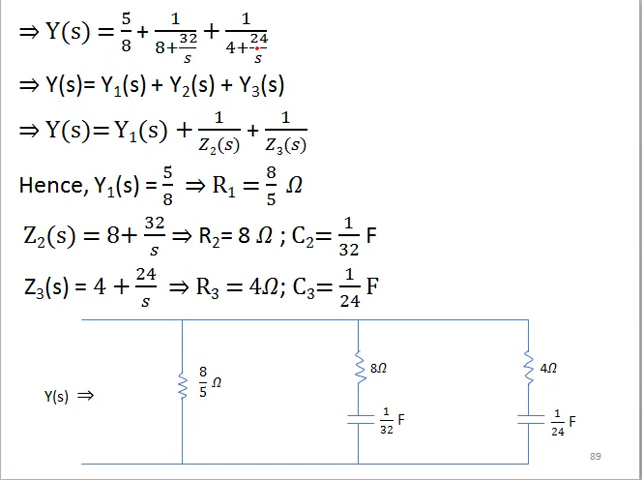 ⇒ Y(s) = 5/8 + 1/(8+32/s) + 1/(4+24/s)
⇒ Y(s)= Y₁(s) + Y₂(s) + Y₃(s)
⇒ Y(s)= Y₁(s) + 1/Z₂(s) + 1/Z₃(s)
Hence, Y₁(s) = 5/8 ⇒ R₁ = 8/5 Ω
Z₂(s) = 8+ 32/s ⇒ R₂= 8 Ω ; C₂= 1/32 F
Z₃(s) = 4 + 24/s ⇒ R₃ = 4Ω; C₃= 1/24 F
8/5 Ω
8Ω
4Ω
Y(s) ⇒
1/32 F
1/24 F
89